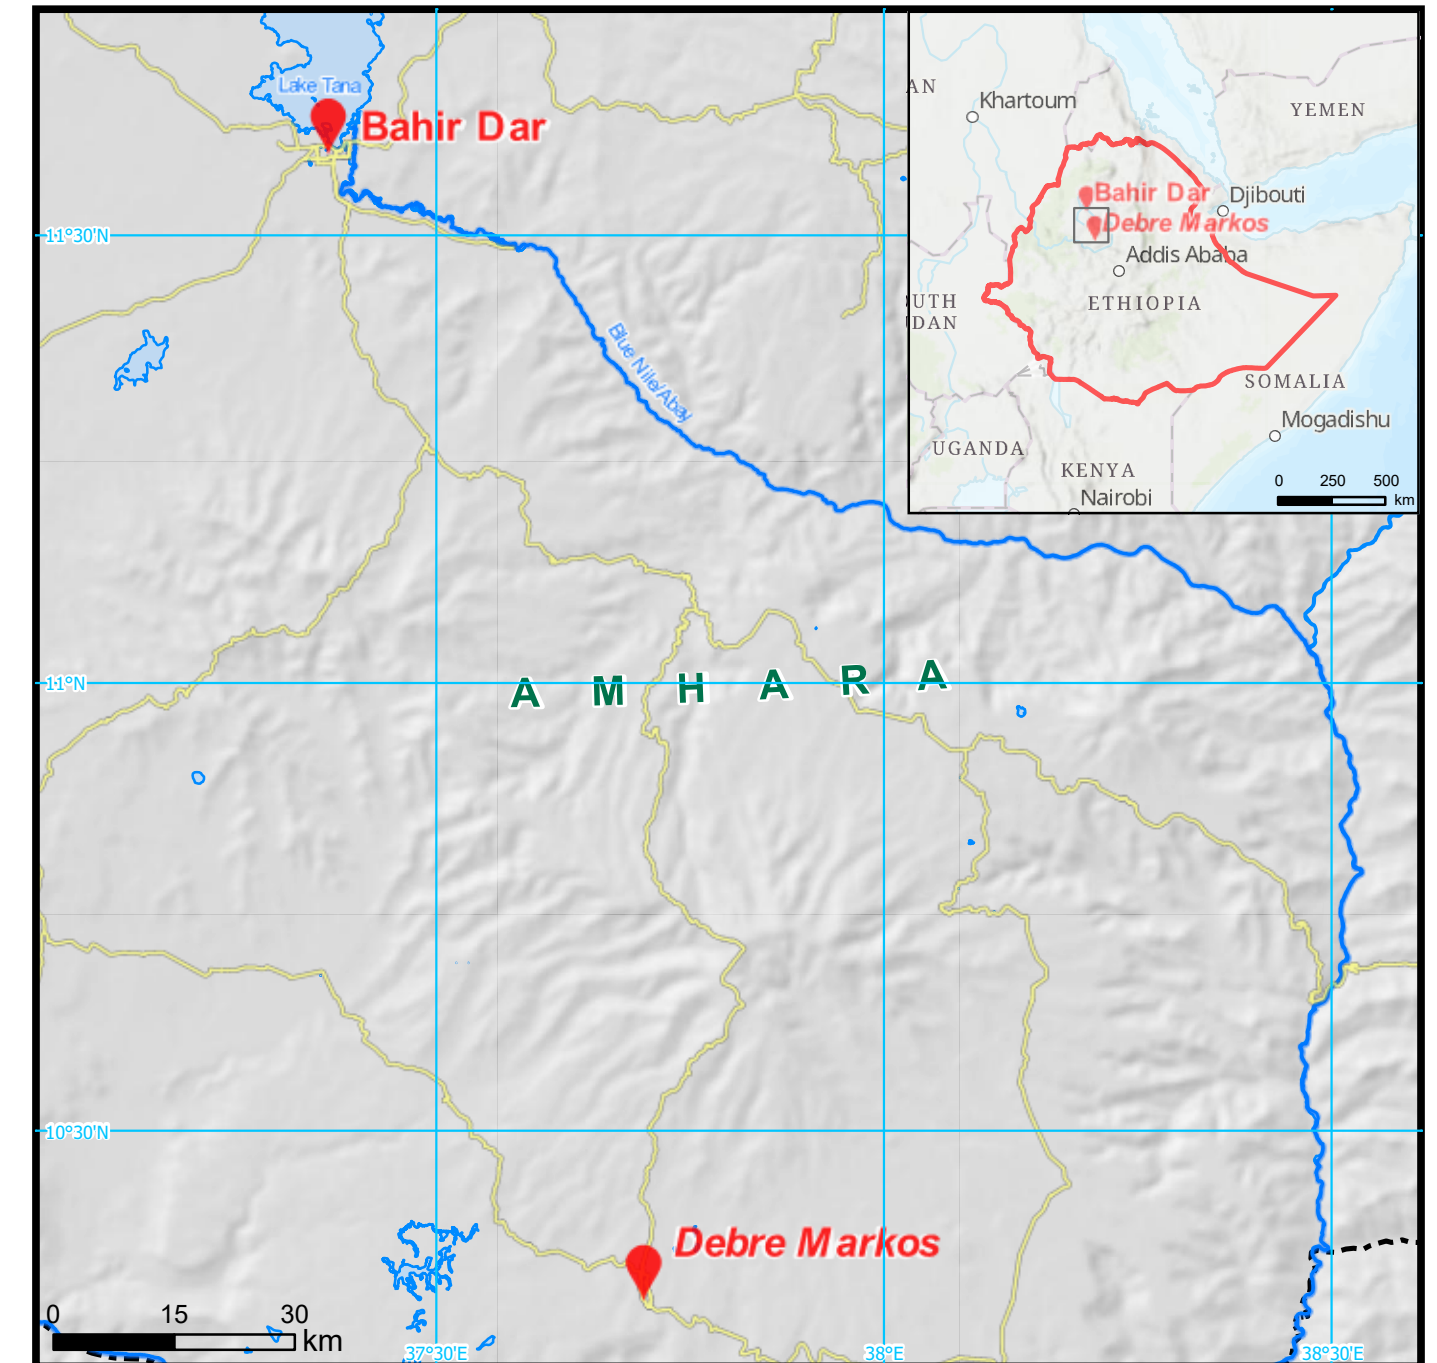 Lake Tana
Bahir Dar
11°30'N
Blue Nile/Abay
11°N
A M H A R A
10°30'N
Debre Markos
0 15 30
km
37°30'E
38°E
38°30'E
AN
Khartoum
YEMEN
Bahir Dar
Djibouti
Debre Markos
Addis Ababa
UTH
DAN
ETHIOPIA
SOMALIA
Mogadishu
UGANDA
KENYA
Nairobi
0 250 500
km